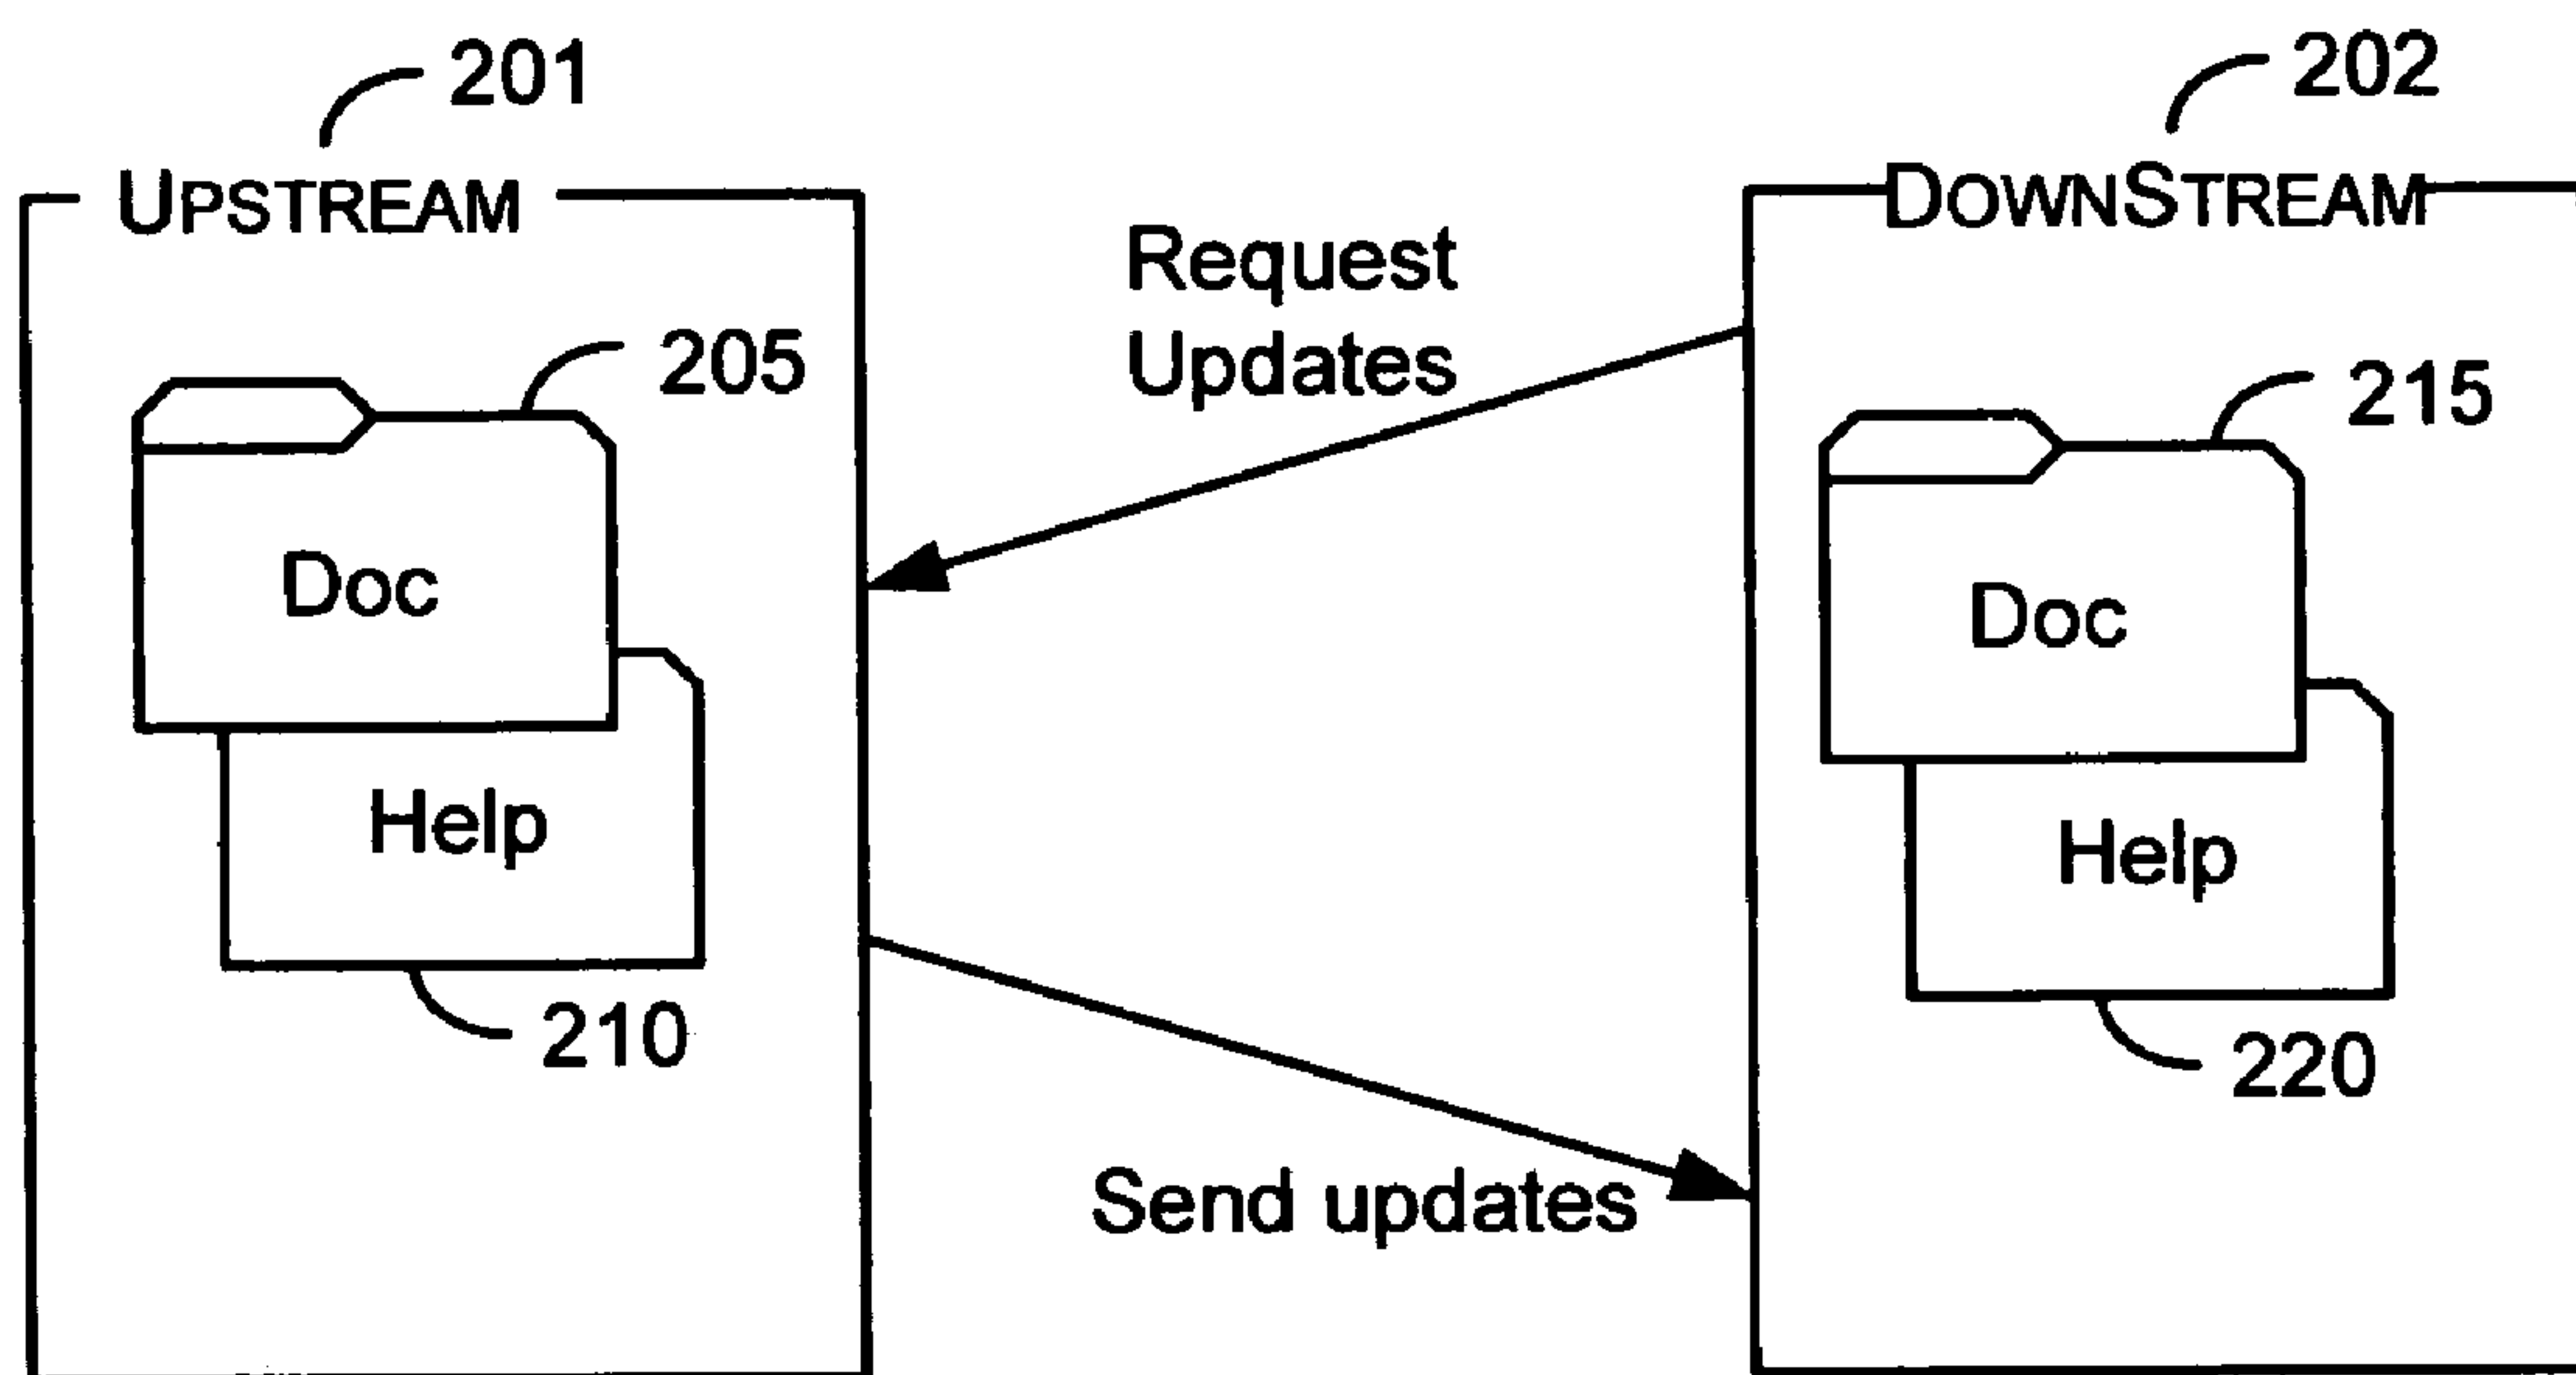 201
202
UPSTREAM
DOWNSTREAM
Request
Updates
205
215
Doc
Doc
Help
Help
210
220
Send updates